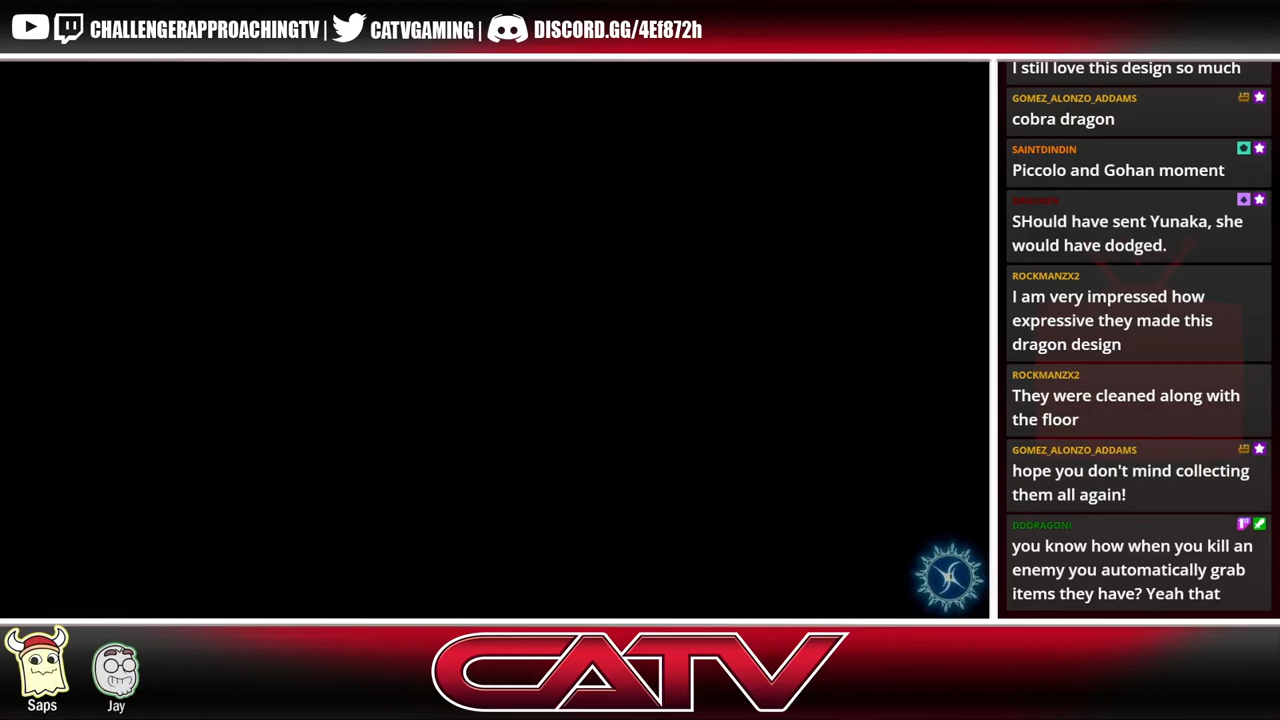 CHALLENGERAPPROACHINGTV | CATVGAMING | DISCORD.GG/4Ef872h
I still love this design so much
GOMEZ_ALONZO_ADDAMS
cobra dragon
SAINTDINDIN
Piccolo and Gohan moment
SHould have sent Yunaka, she
would have dodged.
ROCKMANZX2
I am very impressed how
expressive they made this
dragon design
ROCKMANZX2
They were cleaned along with
the floor
GOMEZ_ALONZO_ADDAMS
hope you don't mind collecting
them all again!
DDDRAGONI
you know how when you kill an
enemy you automatically grab
items they have? Yeah that
CATV
Saps
Jay